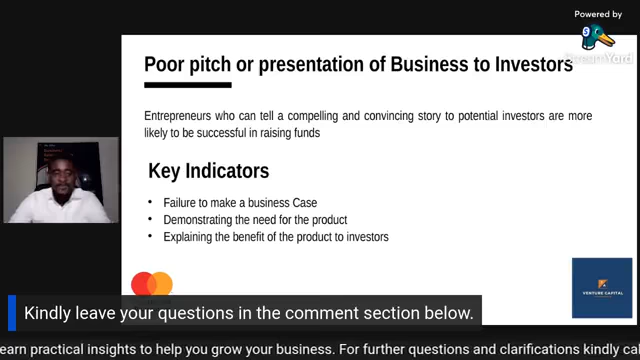 Powered by
StreamYard
Poor pitch or presentation of Business to Investors
Entrepreneurs who can tell a compelling and convincing story to potential investors are more
likely to be successful in raising funds
Key Indicators
• Failure to make a business Case
• Demonstrating the need for the product
• Explaining the benefit of the product to investors
VENTURE CAPITAL
Kindly leave your questions in the comment section below.
earn practical insights to help you grow your business. For further questions and clarifications kindly cal